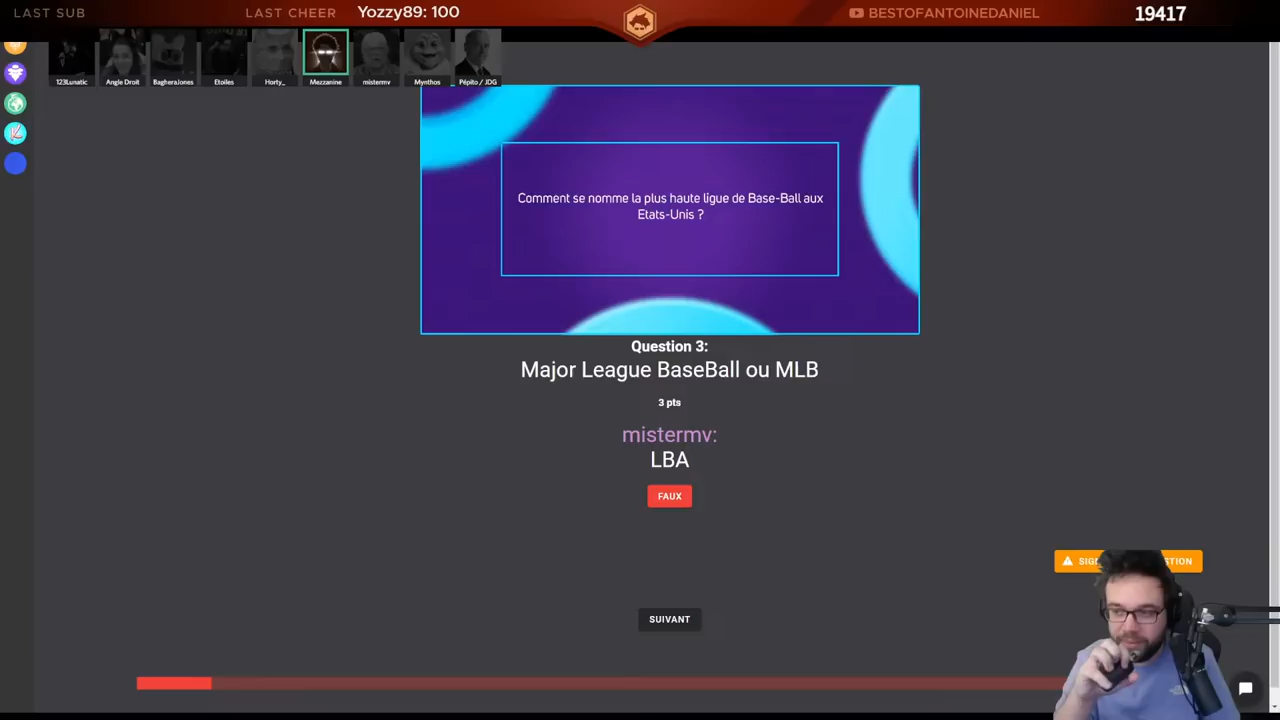 LAST SUB
LAST CHEER
Yozzy89: 100
BESTOFANTOINEDANIEL
19417
123Lunatic
Angle Droit
BagheraJones
Etoiles
Horty_
Mezzanine
mistermv
Mynthos
Pépito / JDG
Comment se nomme la plus haute ligue de Base-Ball aux
Etats-Unis ?
Question 3:
Major League BaseBall ou MLB
3 pts
mistermv:
LBA
FAUX
SUIVANT